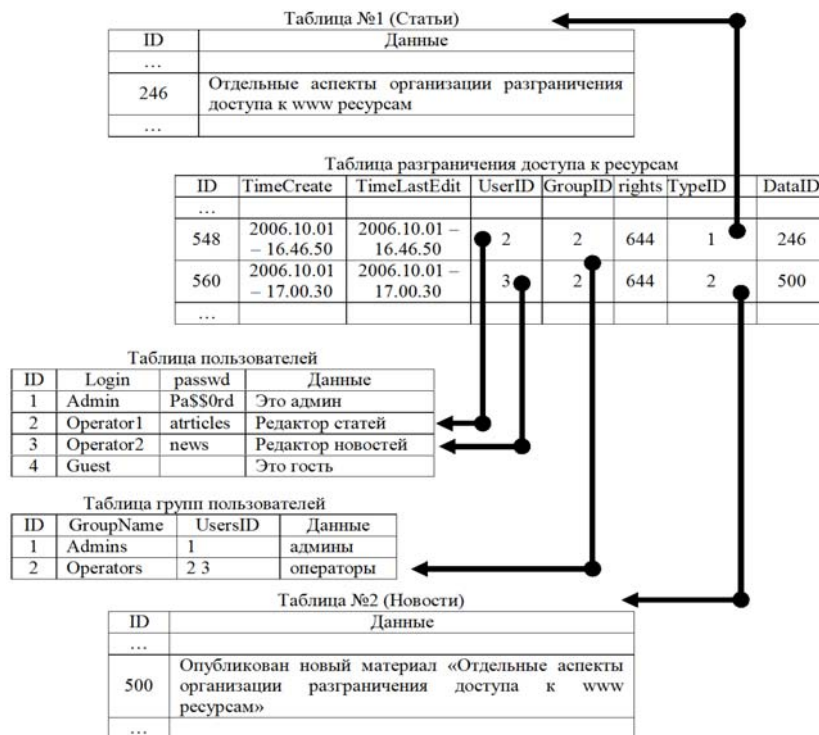 Таблица №1 (Статьи)
ID Данные
...
246 Отдельные аспекты организации разграничения
доступа к www ресурсам
...
Таблица разграничения доступа к ресурсам
ID TimeCreate TimeLastEdit UserID GroupID rights TypeID DataID
...
548 2006.10.01 – 16.46.50 2006.10.01 – 16.46.50 2 2 644 1 246
560 2006.10.01 – 17.00.30 2006.10.01 – 17.00.30 3 2 644 2 500
...
Таблица пользователей
ID Login passwd Данные
1 Admin Pa$$0rd Это админ
2 Operator1 atrticles Редактор статей
3 Operator2 news Редактор новостей
4 Guest Это гость
Таблица групп пользователей
ID GroupName UsersID Данные
1 Admins 1 админы
2 Operators 2 3 операторы
Таблица №2 (Новости)
ID Данные
...
500 Опубликован новый материал «Отдельные аспекты
организации разграничения доступа к www
ресурсам»
...